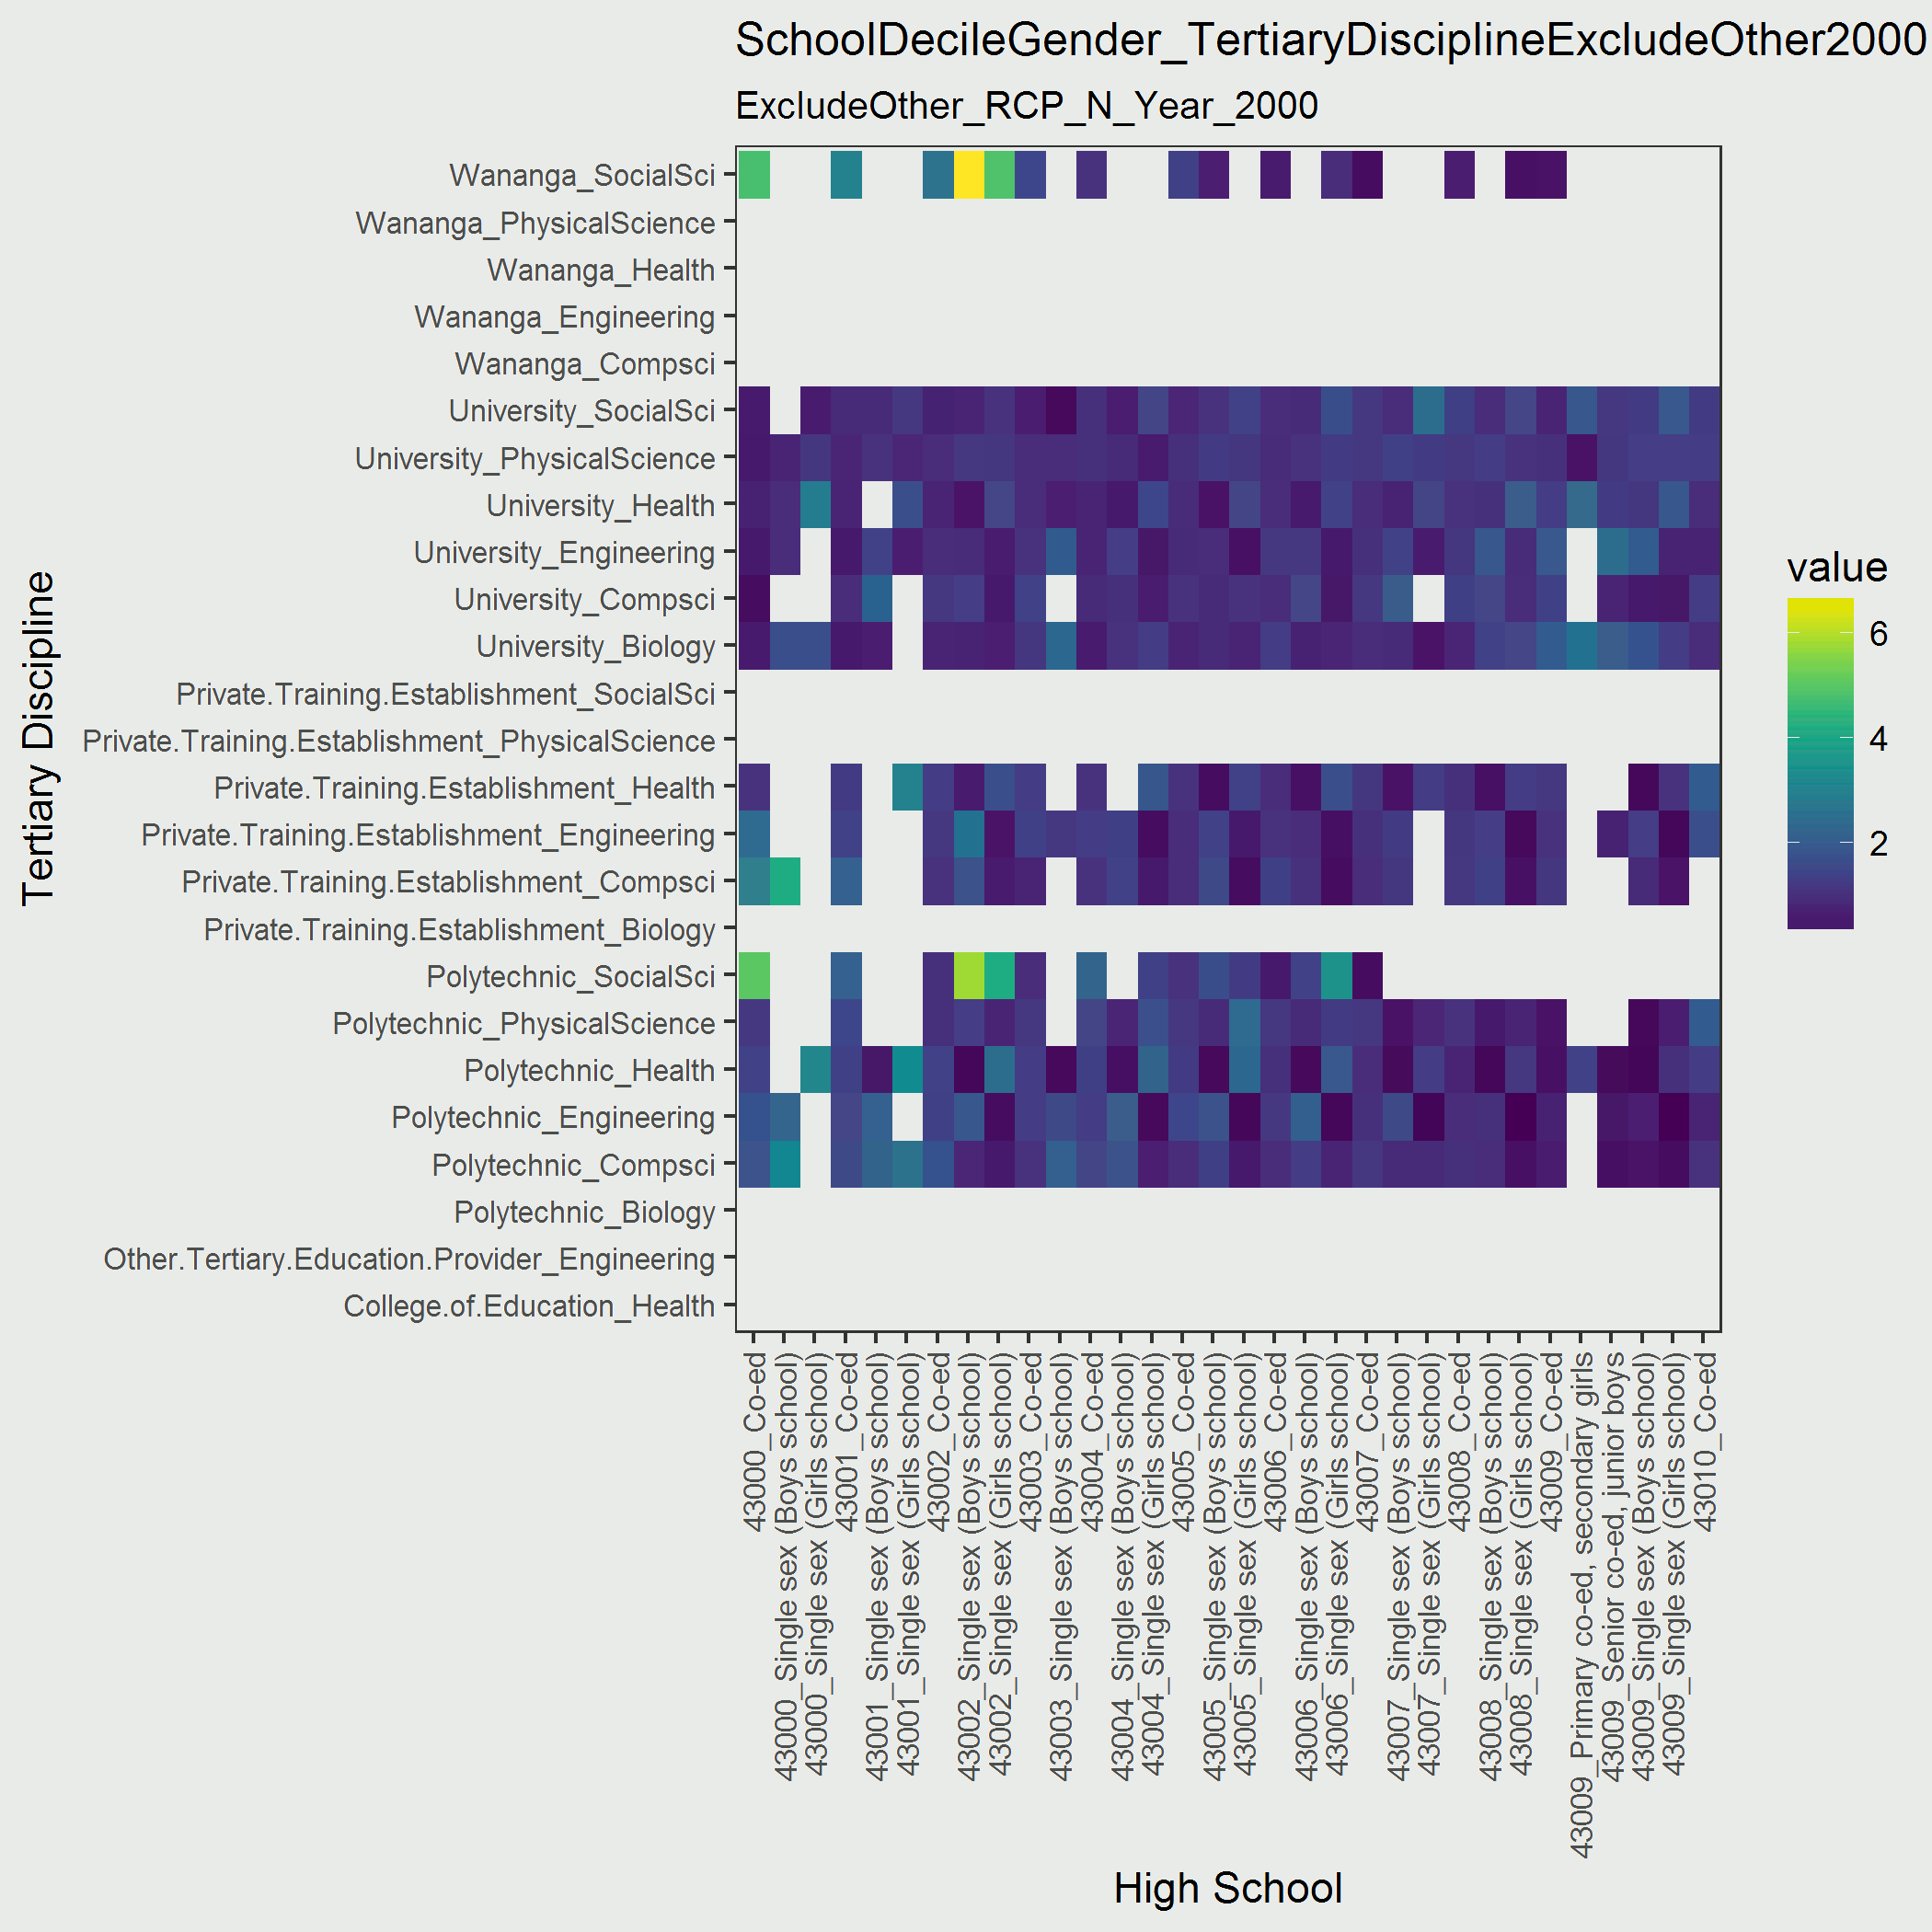 SchoolDecileGender_TertiaryDisciplineExcludeOther2000
ExcludeOther_RCP_N_Year_2000
Tertiary Discipline
Wananga_SocialSci
Wananga_PhysicalScience
Wananga_Health
Wananga_Engineering
Wananga_Compsci
University_SocialSci
University_PhysicalScience
University_Health
University_Engineering
University_Compsci
University_Biology
Private.Training.Establishment_SocialSci
Private.Training.Establishment_PhysicalScience
Private.Training.Establishment_Health
Private.Training.Establishment_Engineering
Private.Training.Establishment_Compsci
Private.Training.Establishment_Biology
Polytechnic_SocialSci
Polytechnic_PhysicalScience
Polytechnic_Health
Polytechnic_Engineering
Polytechnic_Compsci
Polytechnic_Biology
Other.Tertiary.Education.Provider_Engineering
College.of.Education_Health
43000_Co-ed
43000_Single sex (Boys school)
43000_Single sex (Girls school)
43001_Co-ed
43001_Single sex (Boys school)
43001_Single sex (Girls school)
43002_Co-ed
43002_Single sex (Boys school)
43002_Single sex (Girls school)
43003_Co-ed
43003_Single sex (Boys school)
43004_Co-ed
43004_Single sex (Boys school)
43004_Single sex (Girls school)
43005_Co-ed
43005_Single sex (Boys school)
43005_Single sex (Girls school)
43006_Co-ed
43006_Single sex (Boys school)
43006_Single sex (Girls school)
43007_Co-ed
43007_Single sex (Boys school)
43007_Single sex (Girls school)
43008_Co-ed
43008_Single sex (Boys school)
43008_Single sex (Girls school)
43009_Co-ed
43009_Primary co-ed, secondary girls
43009_Senior co-ed, junior boys
43009_Single sex (Boys school)
43009_Single sex (Girls school)
43010_Co-ed
High School
value
6
4
2